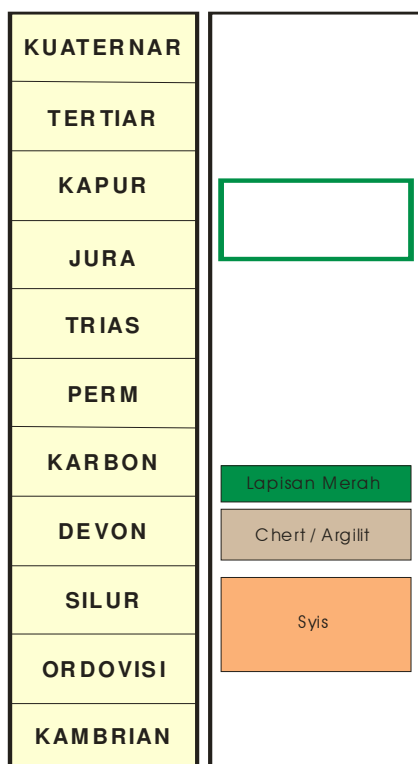 KUATERNAR
TERTIAR
KAPUR
JURA
TRIAS
PERM
KARBON
Lapisan Merah
DEVON
Chert / Argilit
SILUR
Syis
ORDOVISI
KAMBRIAN